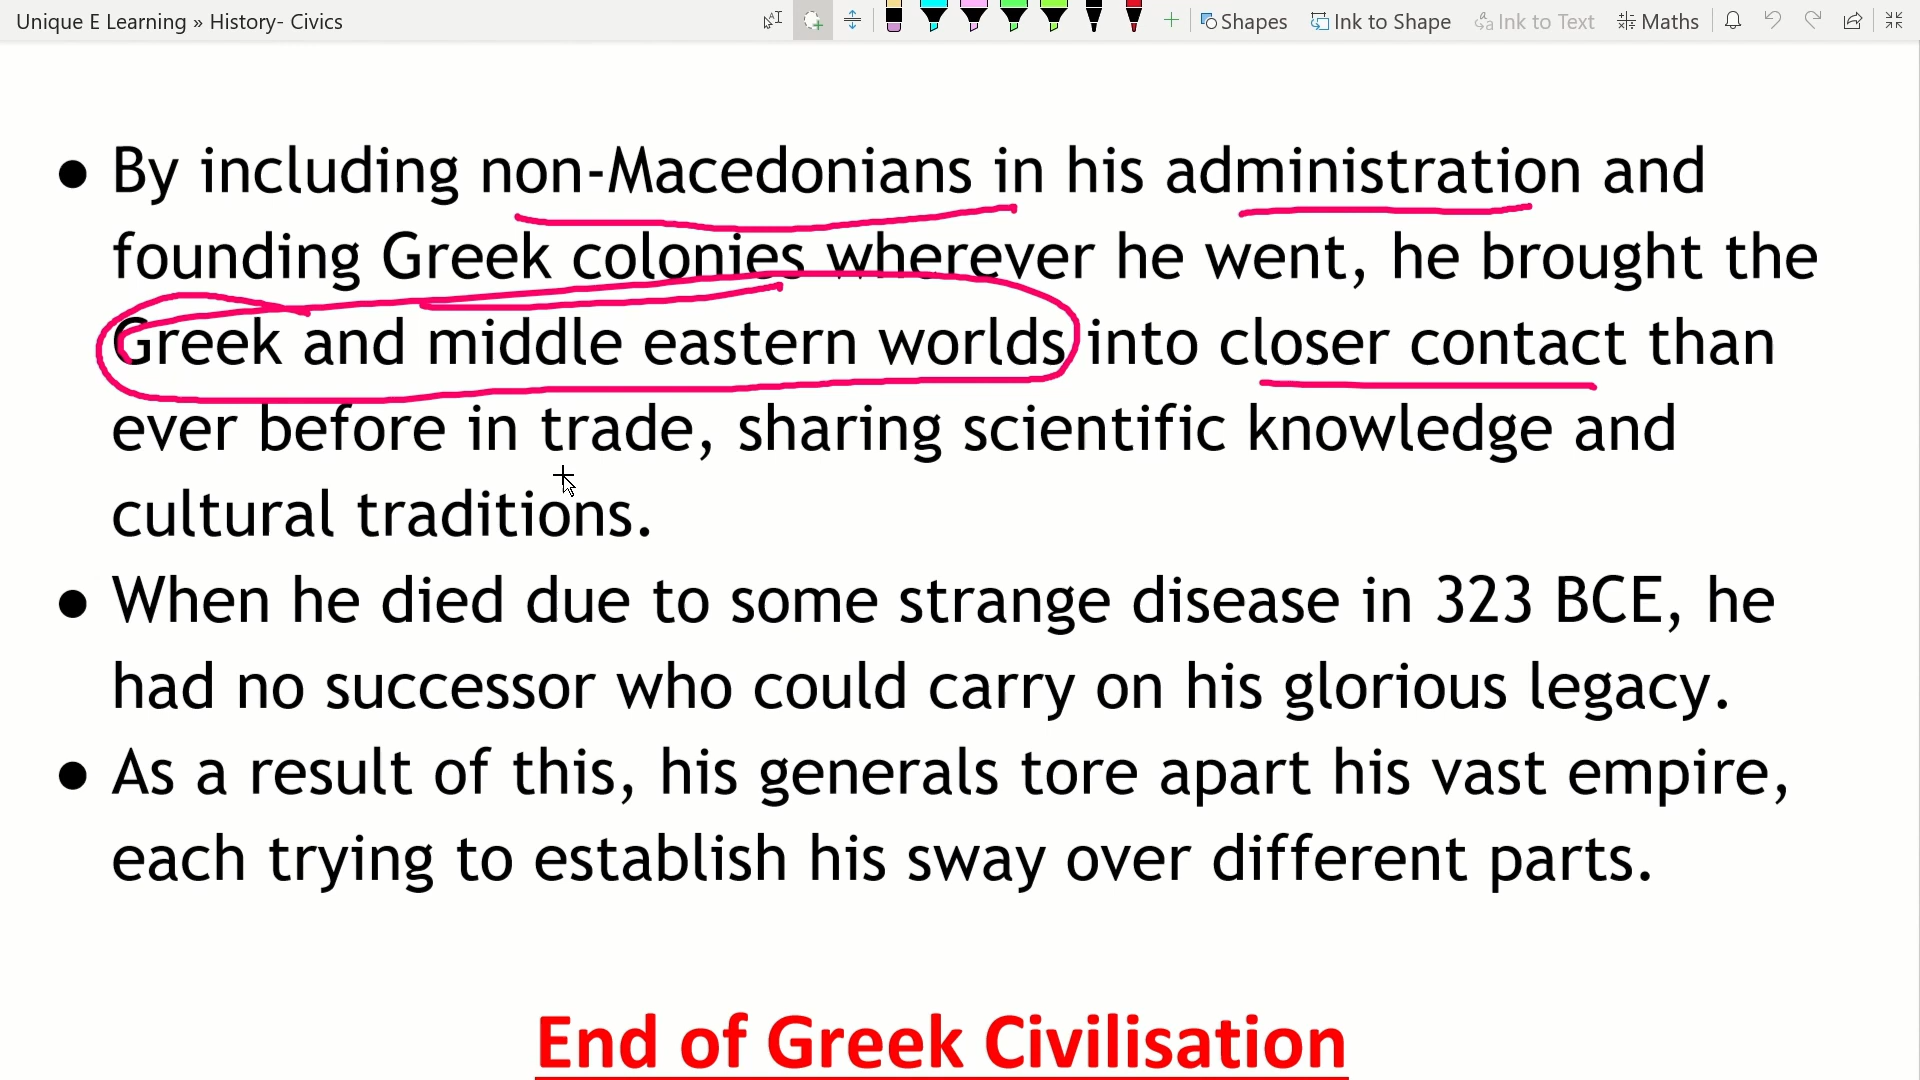 Unique E Learning » History- Civics
Shapes Ink to Shape Ink to Text Maths
● By including non-Macedonians in his administration and
founding Greek colonies wherever he went, he brought the
Greek and middle eastern worlds into closer contact than
ever before in trade, sharing scientific knowledge and
cultural traditions.
● When he died due to some strange disease in 323 BCE, he
had no successor who could carry on his glorious legacy.
● As a result of this, his generals tore apart his vast empire,
each trying to establish his sway over different parts.
End of Greek Civilisation